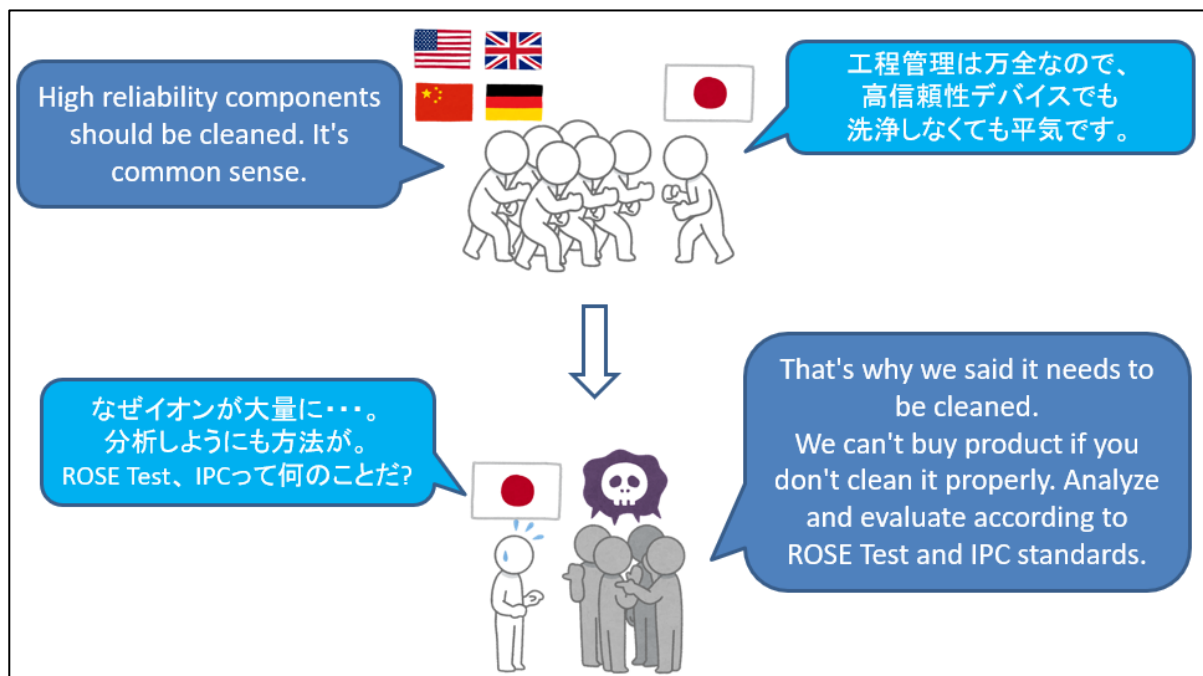 High reliability components
should be cleaned. It's
common sense.
工程管理は万全なので、
高信頼性デバイスでも
洗浄しなくても平気です。
なぜイオンが大量に・・・。
分析しようにも方法が。
ROSE Test、IPCって何のことだ?
That's why we said it needs to
be cleaned.
We can't buy product if you
don't clean it properly. Analyze
and evaluate according to
ROSE Test and IPC standards.